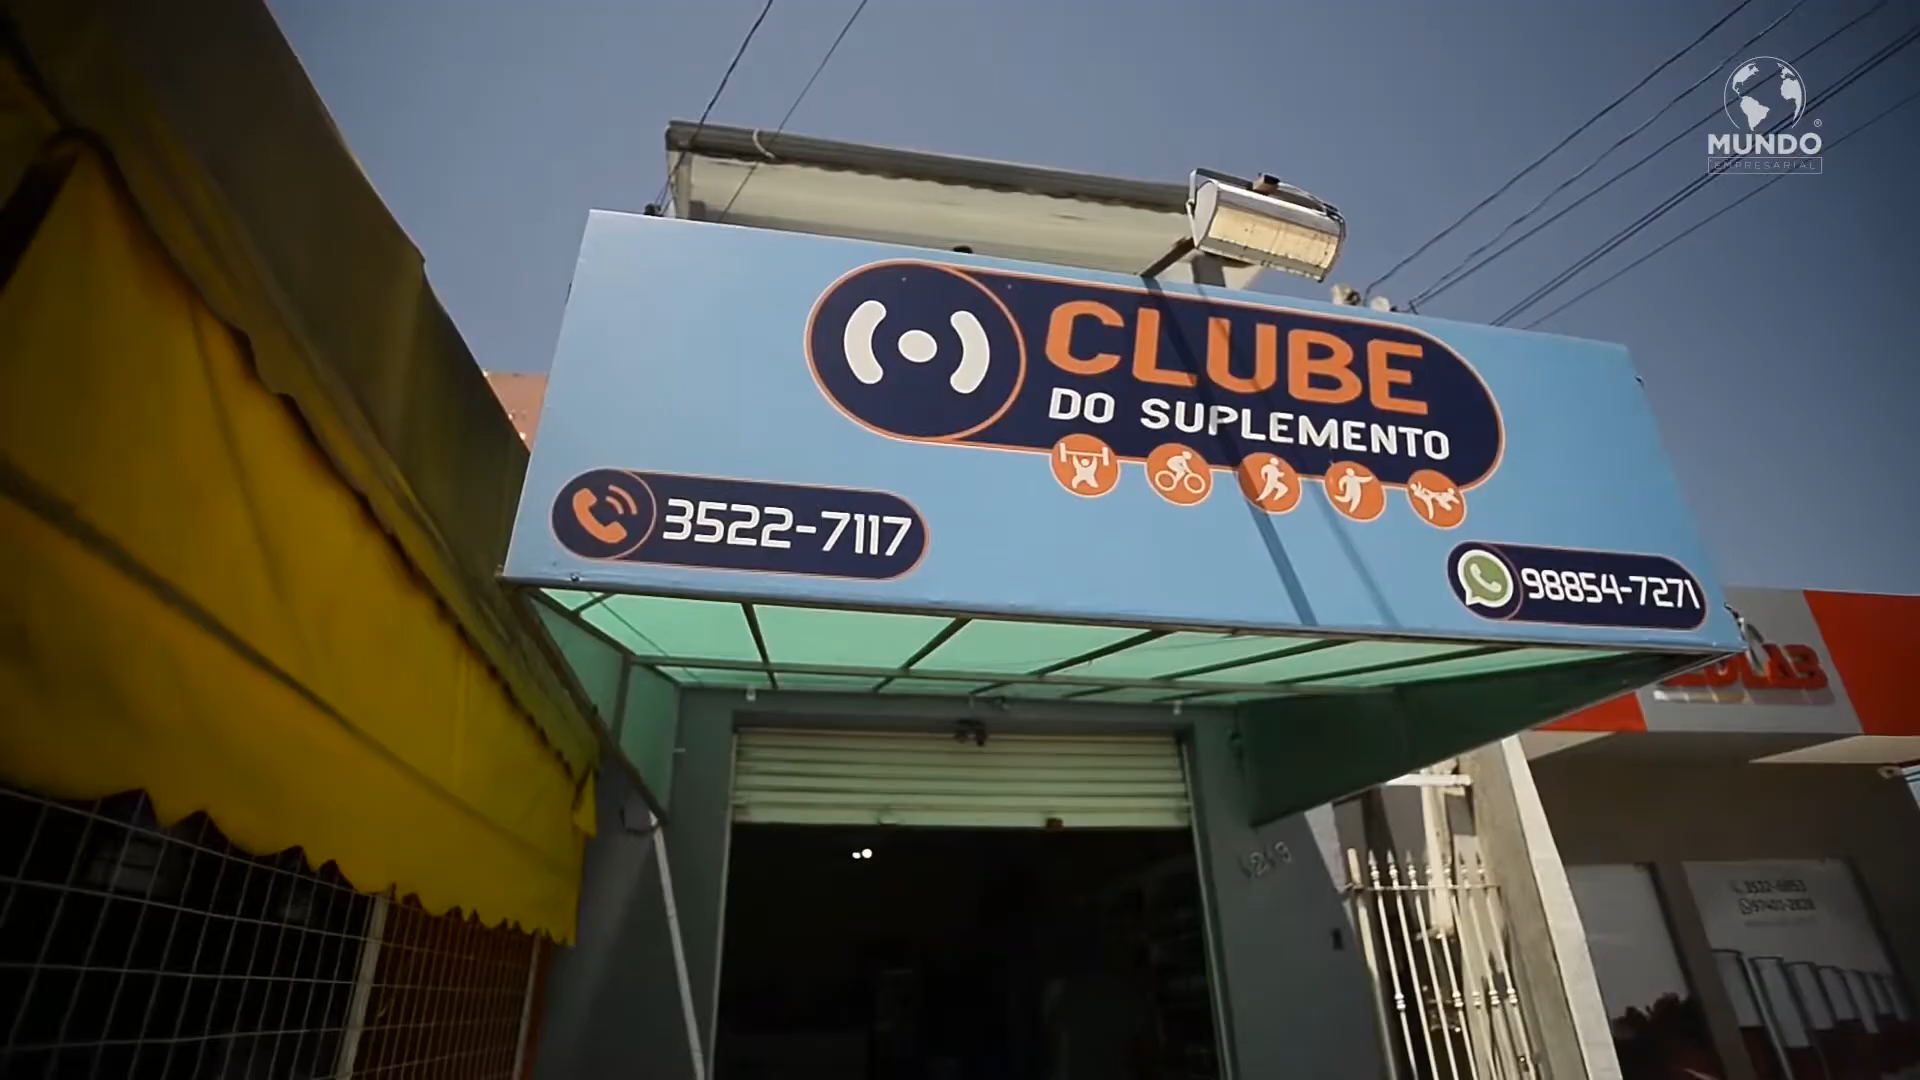 MUNDO
EMPRESARIAL
CLUBE
DO SUPLEMENTO
3522-7117
98854-7271